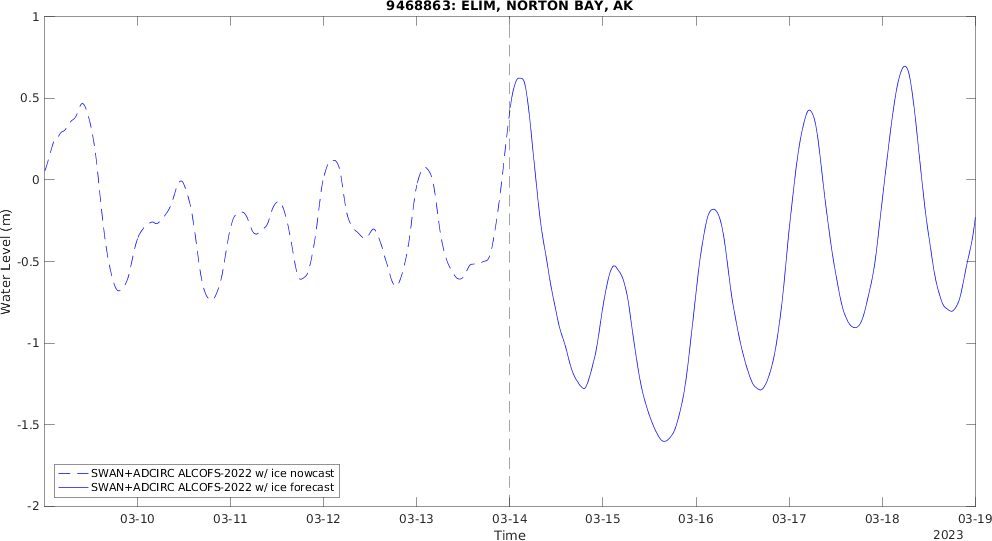 9468863: ELIM, NORTON BAY, AK
1
0.5
0
-0.5
-1
-1.5
-2
Water Level (m)
SWAN+ADCIRC ALCOFS-2022 w/ ice nowcast
SWAN+ADCIRC ALCOFS-2022 w/ ice forecast
03-10 03-11 03-12 03-13 03-14 03-15 03-16 03-17 03-18 03-19
Time
2023